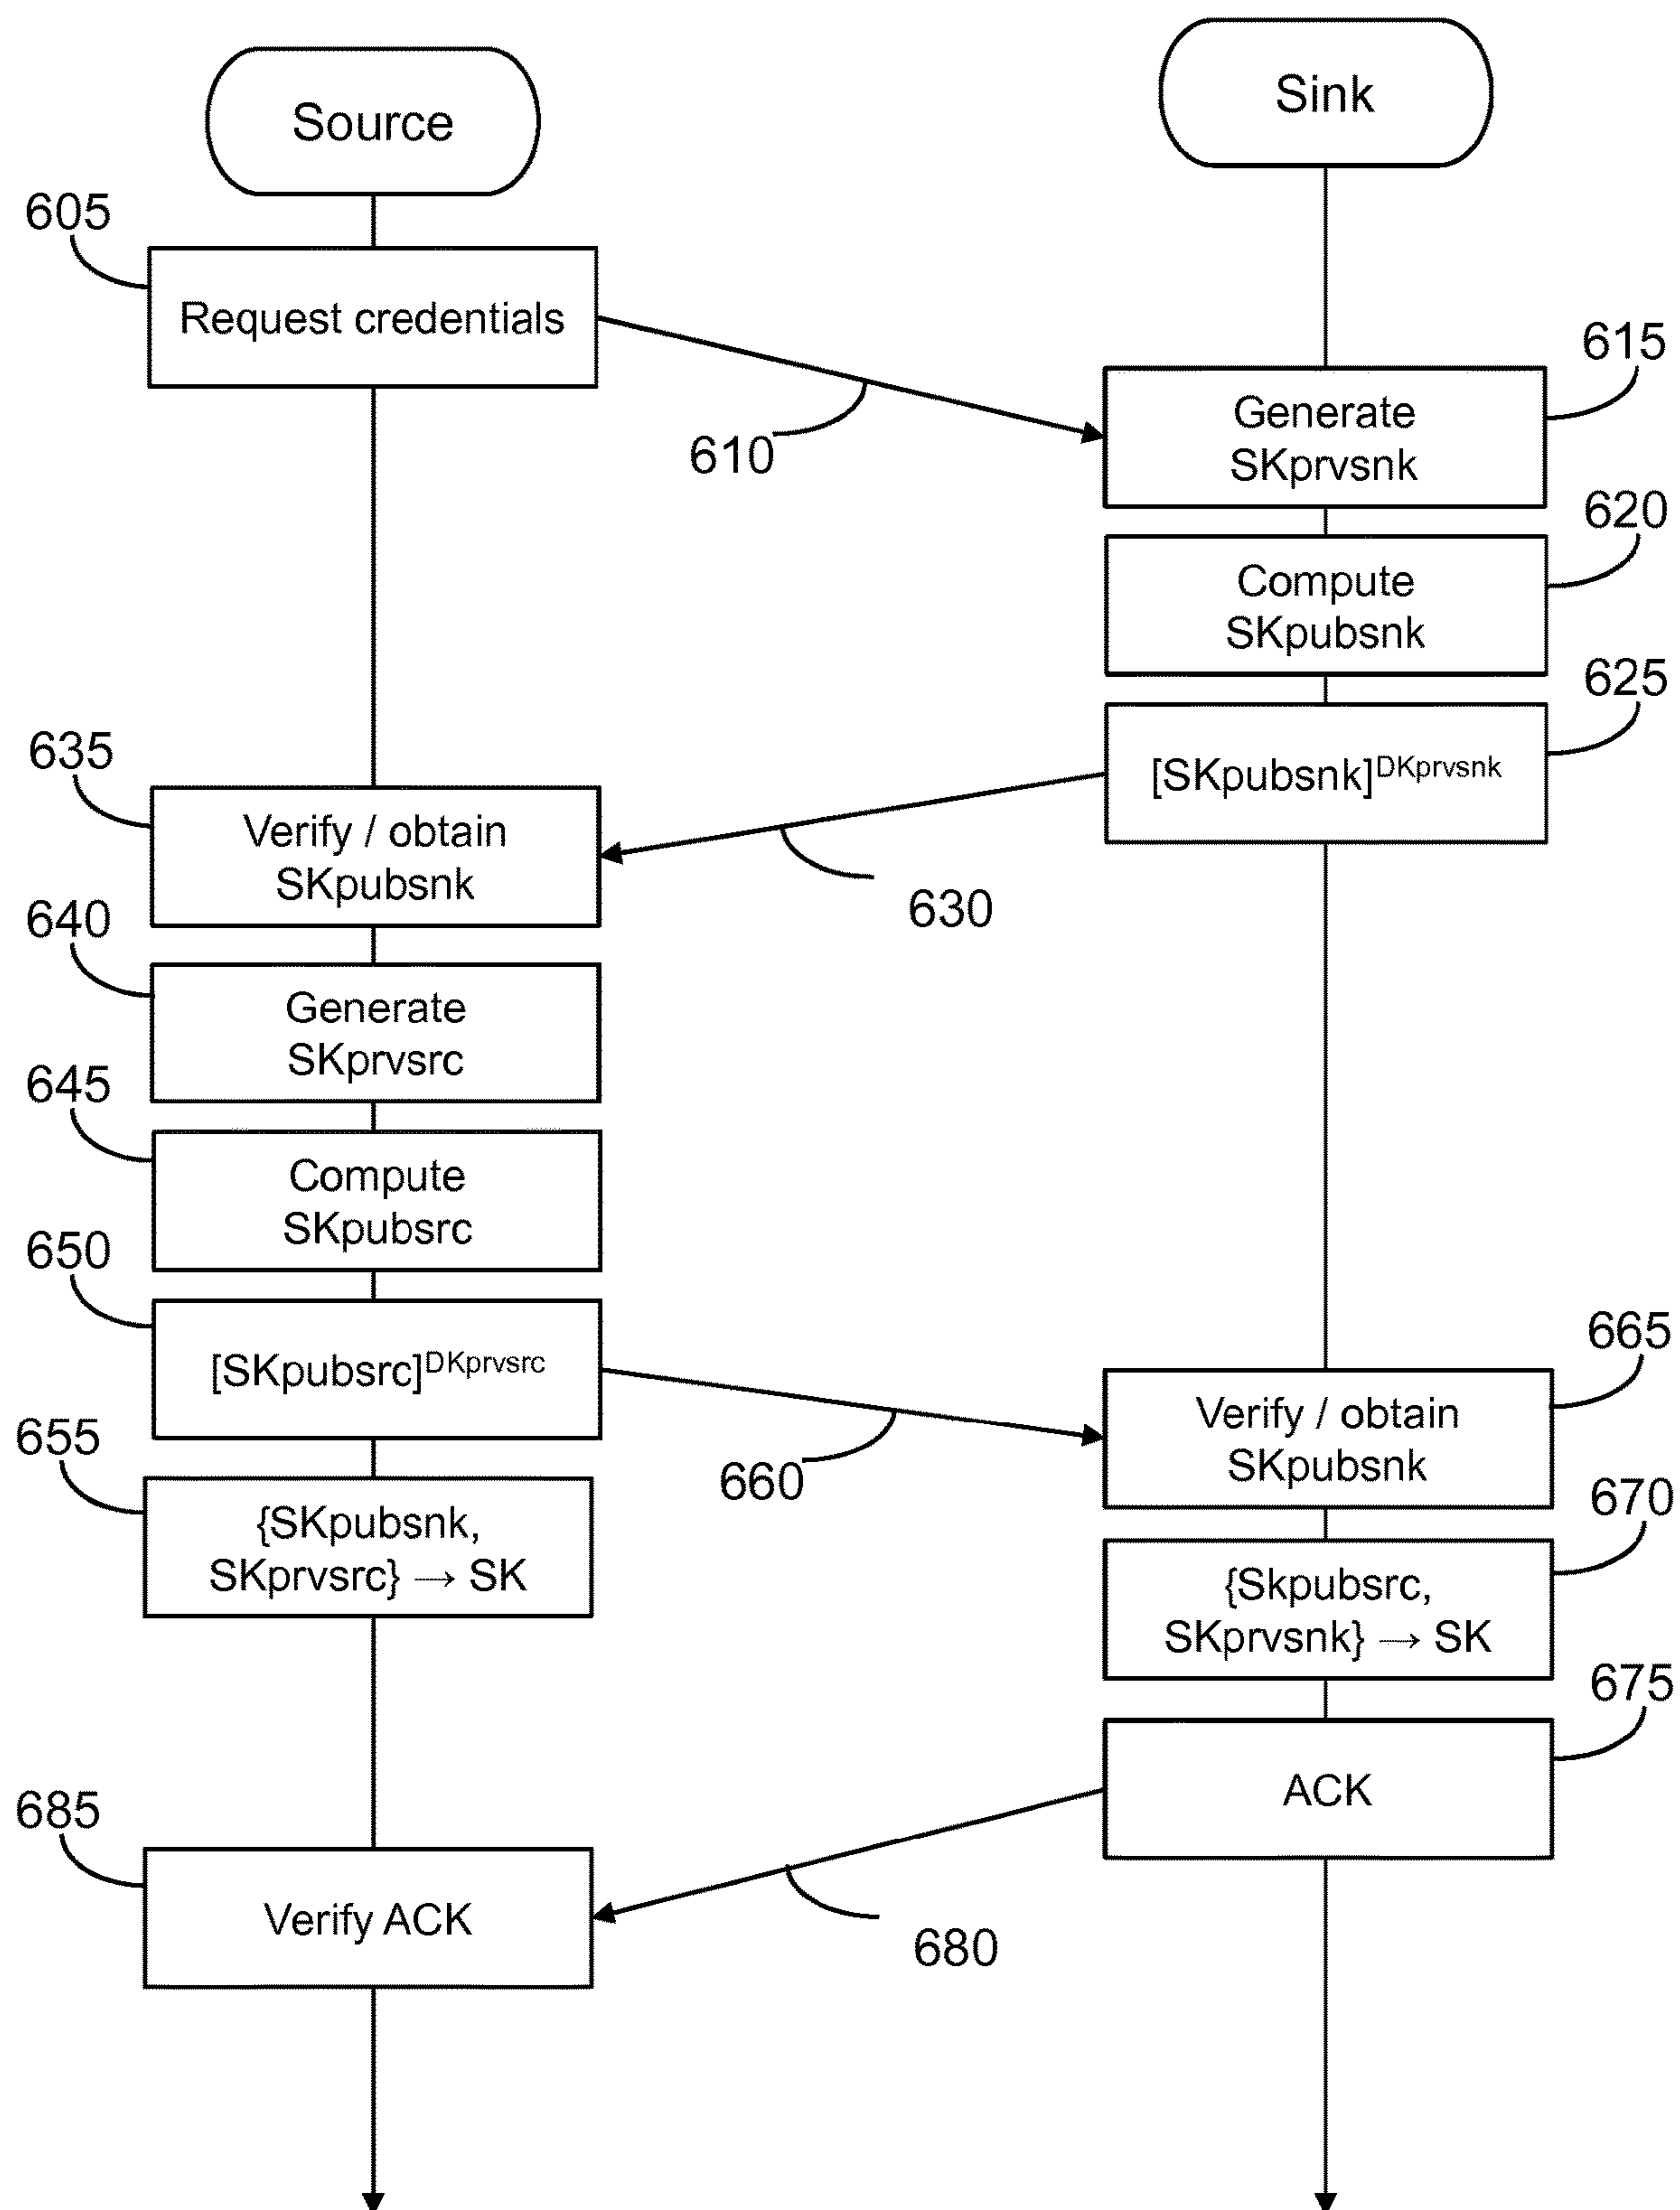 Source
Sink
605
Request credentials
610
615
Generate
SKprvsnk
620
Compute
SKpubsnk
625
[SKpubsnk]DKprvsnk
630
635
Verify / obtain
SKpubsnk
640
Generate
SKprvsrc
645
Compute
SKpubsrc
650
[SKpubsrc]DKprvsrc
655
{SKpubsnk,
SKprvsrc} → SK
660
665
Verify / obtain
SKpubsnk
670
{Skpubsrc,
SKprvsnk} → SK
675
ACK
680
685
Verify ACK